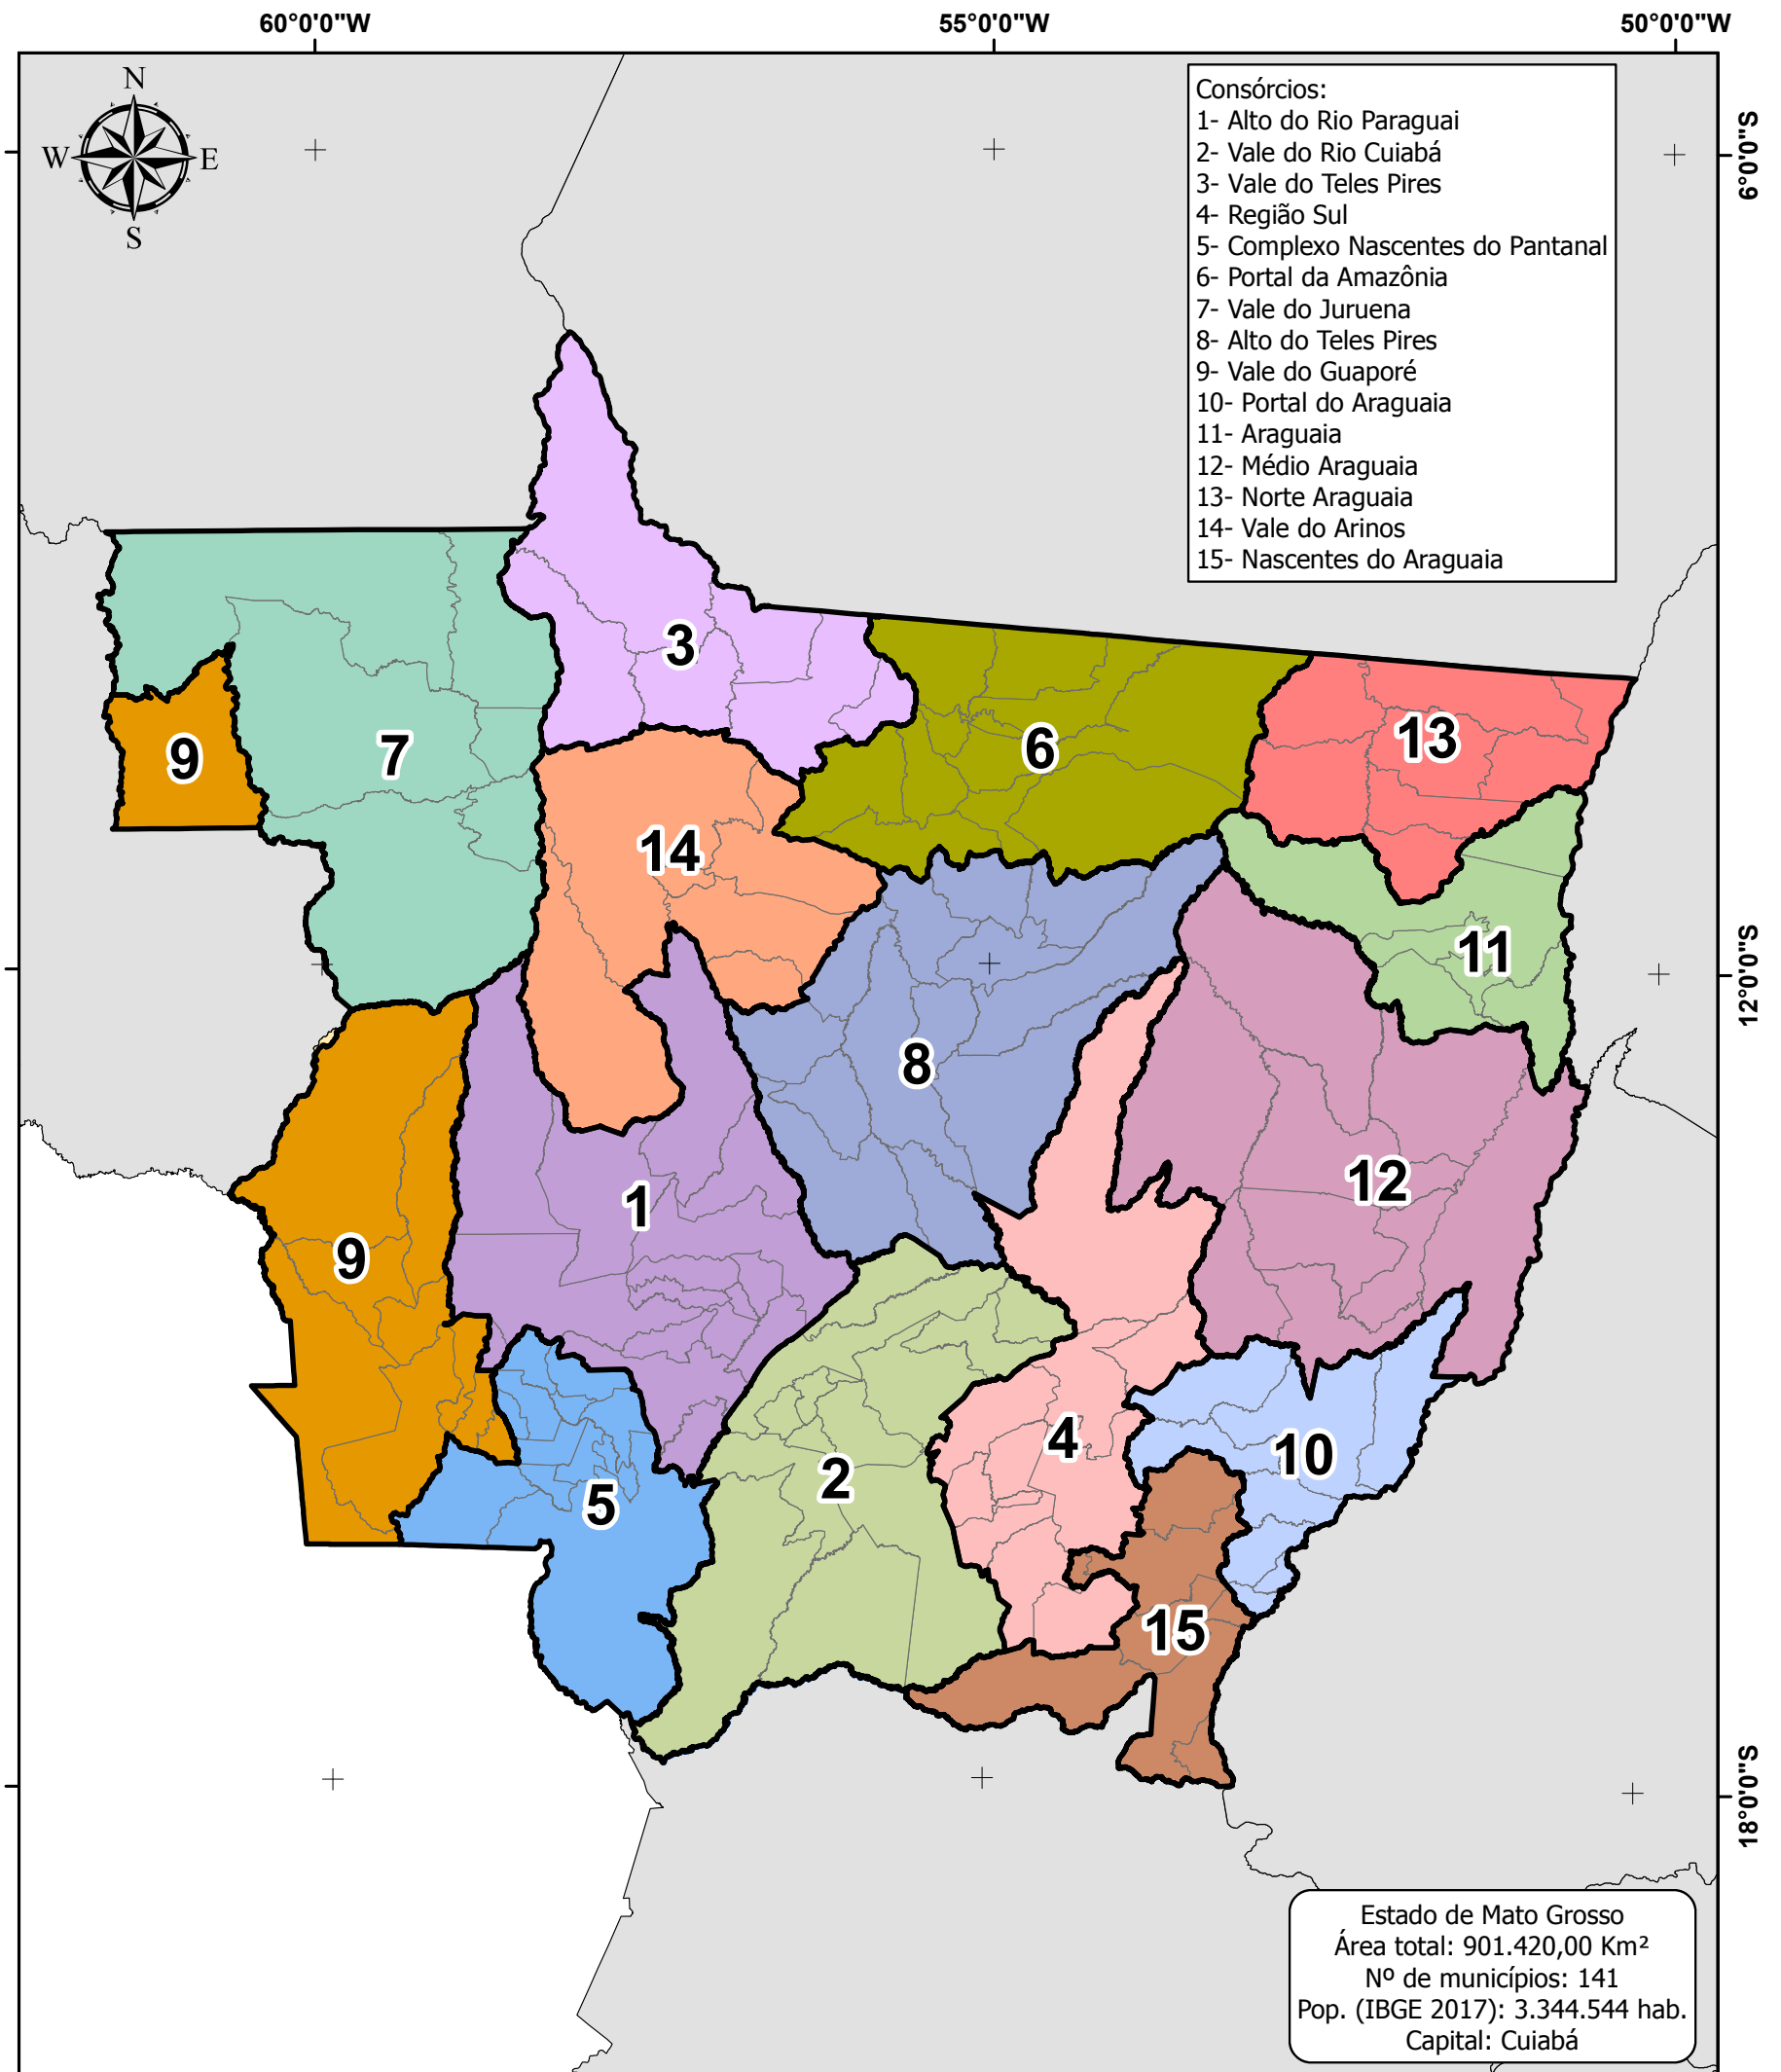 60°0'0"W
55°0'0"W
50°0'0"W
N
W
E
S
Consórcios:
1- Alto do Rio Paraguai
2- Vale do Rio Cuiabá
3- Vale do Teles Pires
4- Região Sul
5- Complexo Nascentes do Pantanal
6- Portal da Amazônia
7- Vale do Juruena
8- Alto do Teles Pires
9- Vale do Guaporé
10- Portal do Araguaia
11- Araguaia
12- Médio Araguaia
13- Norte Araguaia
14- Vale do Arinos
15- Nascentes do Araguaia
6°0'0"S
3
13
6
7
9
14
11
12°0'0"S
8
12
1
9
4
10
2
5
15
18°0'0"S
Estado de Mato Grosso
Área total: 901.420,00 Km²
Nº de municípios: 141
Pop. (IBGE 2017): 3.344.544 hab.
Capital: Cuiabá